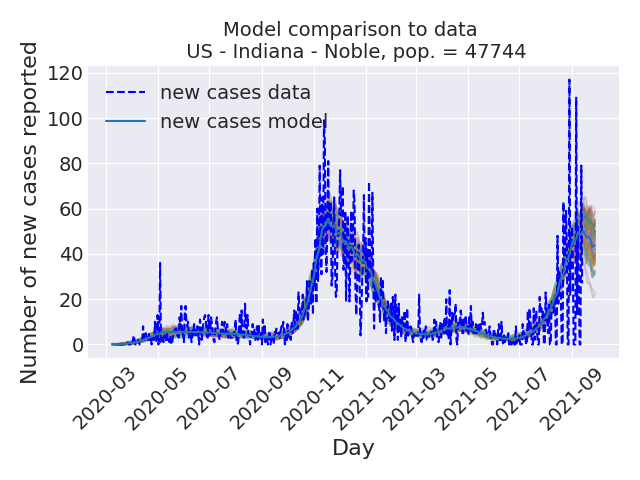 Model comparison to data
US - Indiana - Noble, pop. = 47744
Number of new cases reported
120
100
80
60
40
20
0
new cases data
new cases model
2020-03
2020-05
2020-07
2020-09
2020-11
2021-01
2021-03
2021-05
2021-07
2021-09
Day